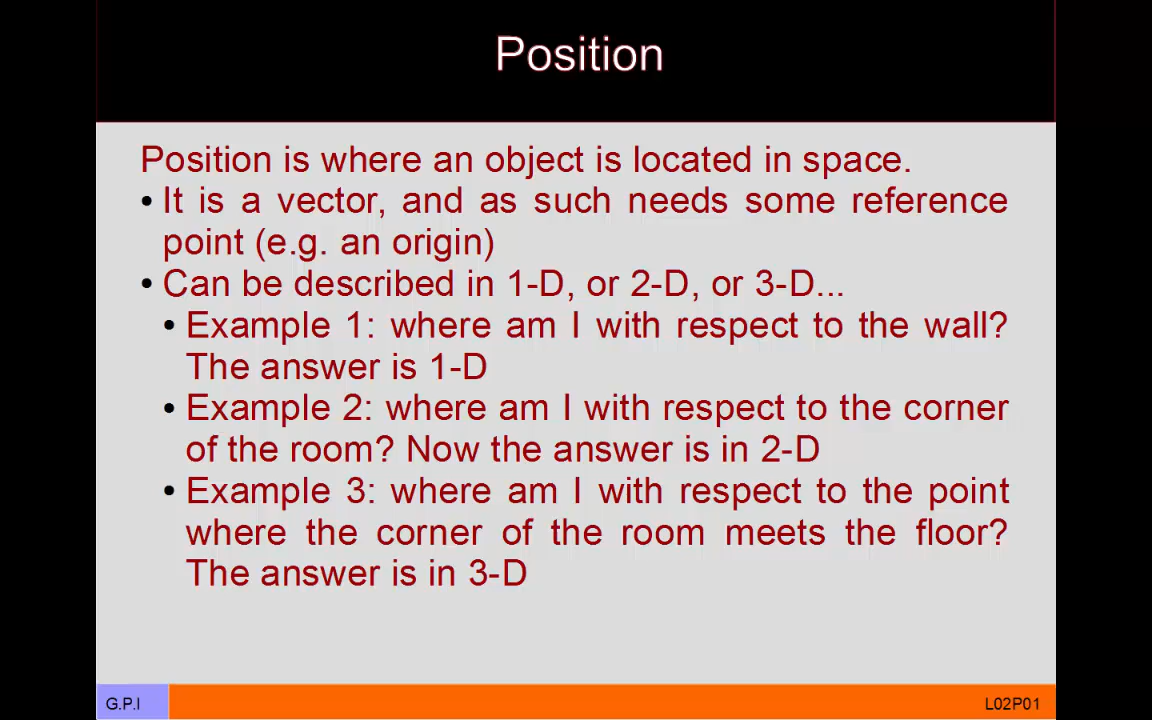 Position
Position is where an object is located in space.
• It is a vector, and as such needs some reference
point (e.g. an origin)
• Can be described in 1-D, or 2-D, or 3-D...
• Example 1: where am I with respect to the wall?
The answer is 1-D
• Example 2: where am I with respect to the corner
of the room? Now the answer is in 2-D
• Example 3: where am I with respect to the point
where the corner of the room meets the floor?
The answer is in 3-D
G.P.I
L02P01